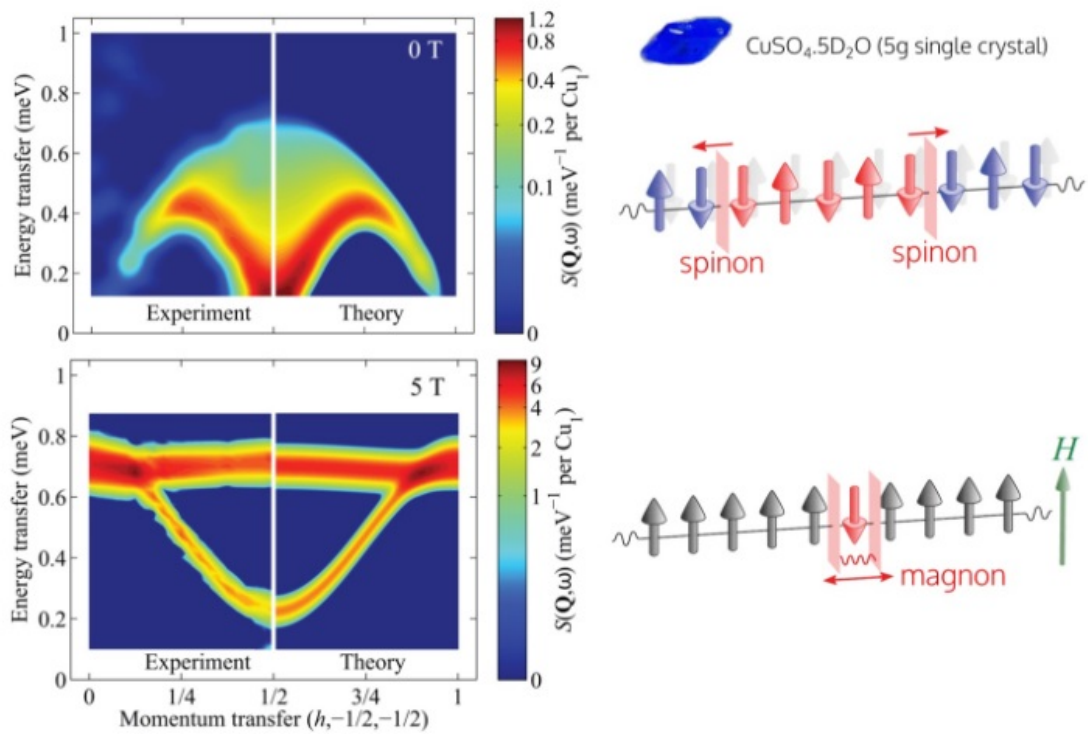 1
0.8
0.6
0.4
0.2
0
Energy transfer (meV)
0 T
Experiment
Theory
1.2
0.8
0.4
0.2
0.1
0
S(Q,ω) (meV⁻¹ per Cu₁)
CuSO₄.5D₂O (5g single crystal)
spinon
spinon
1
0.8
0.6
0.4
0.2
0
Energy transfer (meV)
5 T
Experiment
Theory
0
1/4
1/2
3/4
1
Momentum transfer (h,−1/2,−1/2)
9
6
4
2
1
0
S(Q,ω) (meV⁻¹ per Cu₁)
H
magnon